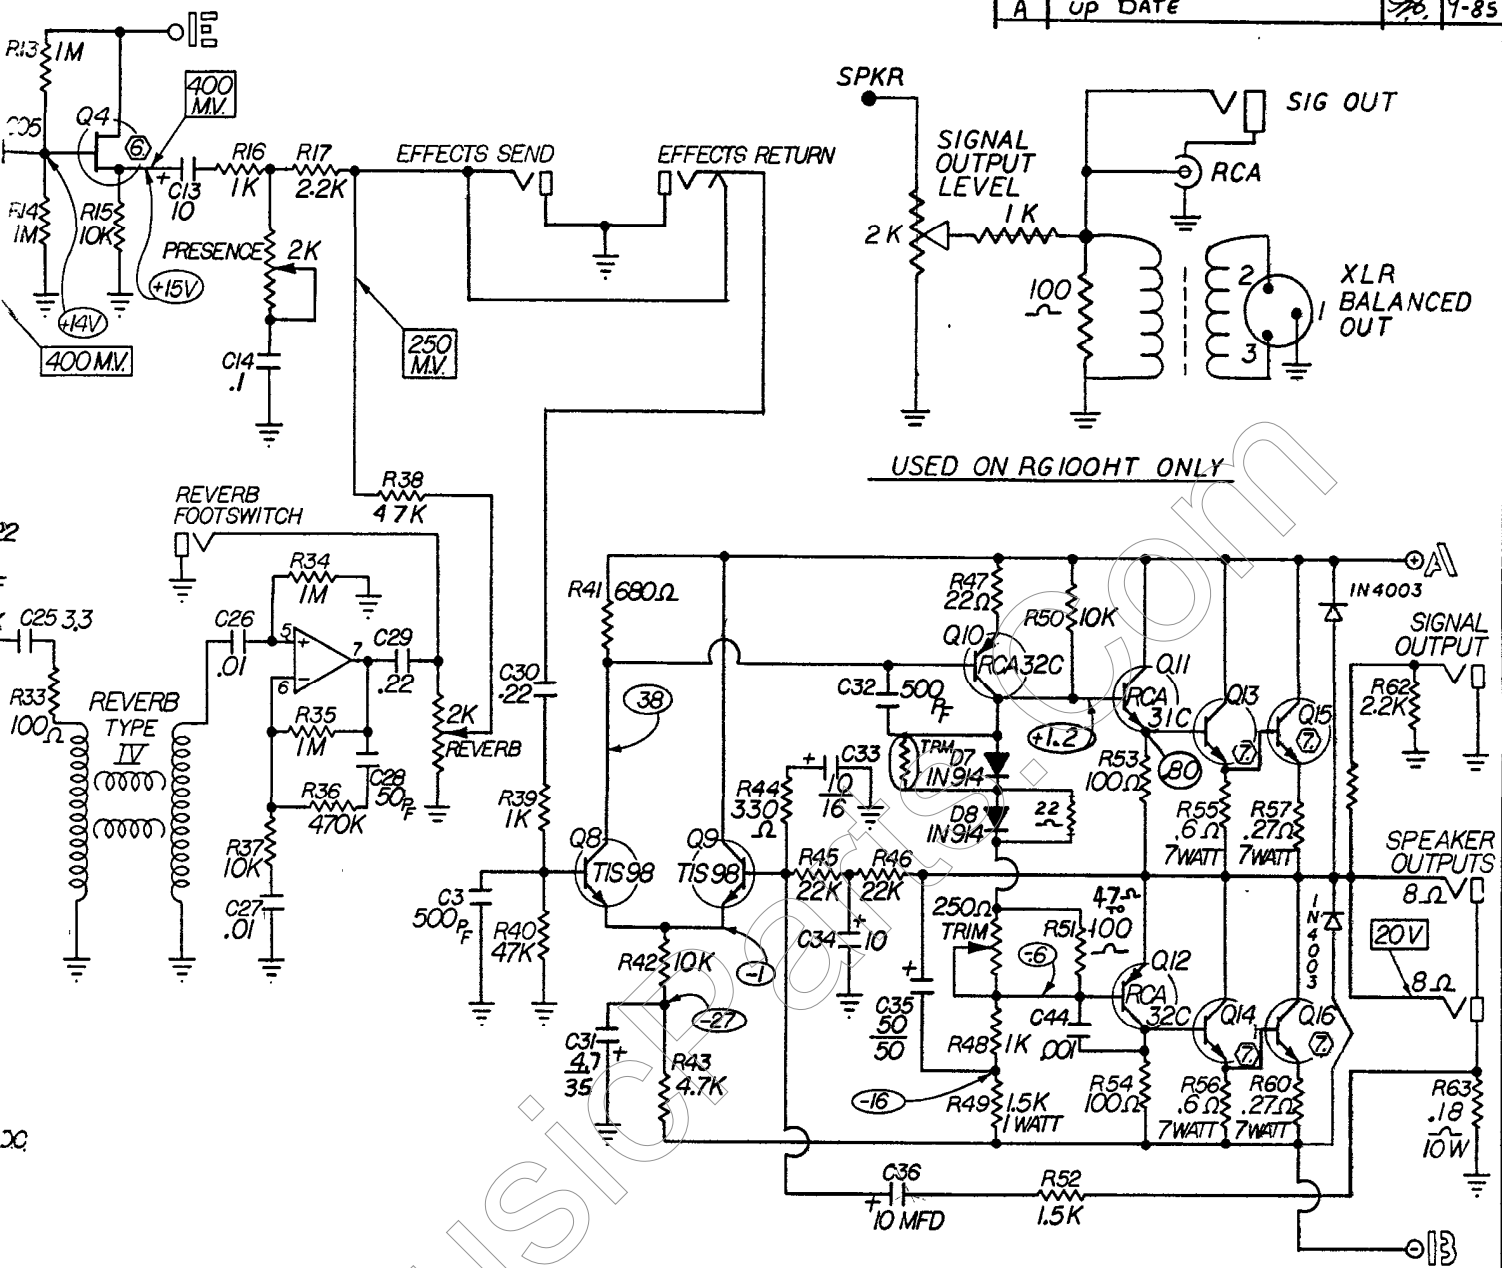 A UP DATE 9-85
R13 1M
E
400 M.V.
Q4
6.
C13 10
R16 1K
R17 2.2K
R14 1M
R15 10K
PRESENCE 2K
+15V
+14V
400 M.V.
C14 .1
250 M.V.
EFFECTS SEND
EFFECTS RETURN
SPKR
SIGNAL OUTPUT LEVEL
2K
1K
100 Ω
SIG OUT
RCA
2
1
3
XLR BALANCED OUT
USED ON RG100HT ONLY
R38 47K
REVERB FOOTSWITCH
R34 1M
C25 3.3
C26 .01
5
+
6
-
7
C29 .22
R33 100Ω
REVERB TYPE IV
R35 1M
2K REVERB
C28 50PF
R36 470K
R37 10K
C27 .01
C30 .22
R39 1K
C3 500PF
R40 47K
R41 680Ω
38
Q8 TIS98
Q9 TIS98
R42 10K
-1
-27
C31 4.7 35
R43 4.7K
R44 330 Ω
C33 10 16
R45 22K
R46 22K
C34 10
C35 50 50
C36 10 MFD
R52 1.5K
R47 22Ω
R50 10K
Q10 RCA32C
C32 500 PF
+1.2
TRM
D7 1N914
D8 1N914
22 Ω
250Ω TRIM
R51 47Ω TO 100 Ω
-.6
C44 .001
R48 1K
-16
R49 1.5K 1 WATT
Q11 RCA 31C
.80
R53 100Ω
Q12 RCA 32C
R54 100Ω
Q13
7.
Q15
7.
R55 .6Ω 7WATT
R57 .27Ω 7WATT
Q14
7.
Q16
7.
R56 .6Ω 7WATT
R60 .27Ω 7WATT
+ A
1N4003
SIGNAL OUTPUT
R62 2.2K
SPEAKER OUTPUTS
8Ω
1N4003
20V
8Ω
R63 .18 Ω 10W
- B
usicParts.com